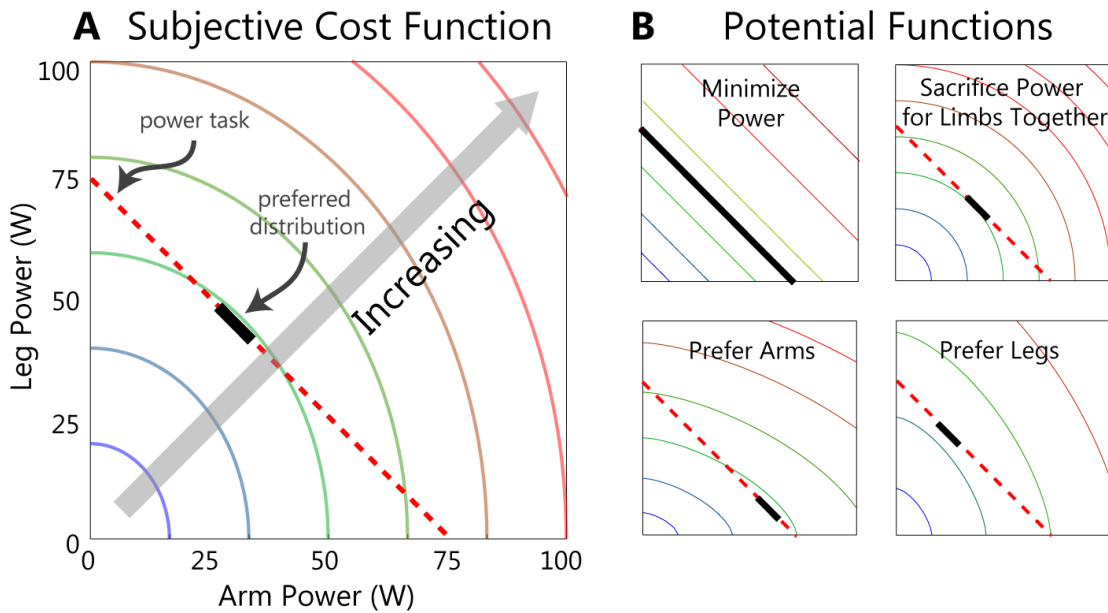 A Subjective Cost Function
100
75
50
25
0
Leg Power (W)
power task
preferred
distribution
Increasing
0 25 50 75 100
Arm Power (W)
B Potential Functions
Minimize
Power
Sacrifice Power
for Limbs Together
Prefer Arms
Prefer Legs